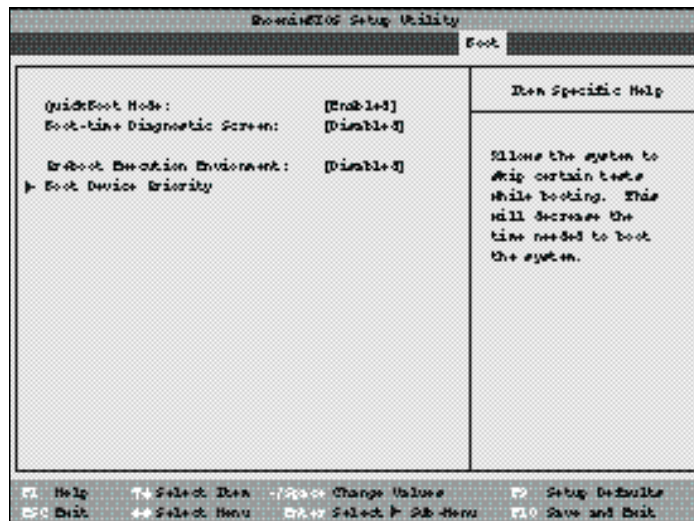 PhoenixBIOS Setup Utility
Boot
QuickBoot Mode: [Enabled]
Boot-time Diagnostic Screen: [Disabled]
Preboot Execution Envionment: [Disabled]
▶ Boot Device Priority
Item Specific Help
Allows the system to
skip certain tests
while booting. This
will decrease the
time needed to boot
the system.
F1 Help ↑↓ Select Item -/Space Change Values F9 Setup Defaults
ESC Exit ↔ Select Menu Enter Select ▶ Sub-Menu F10 Save and Exit